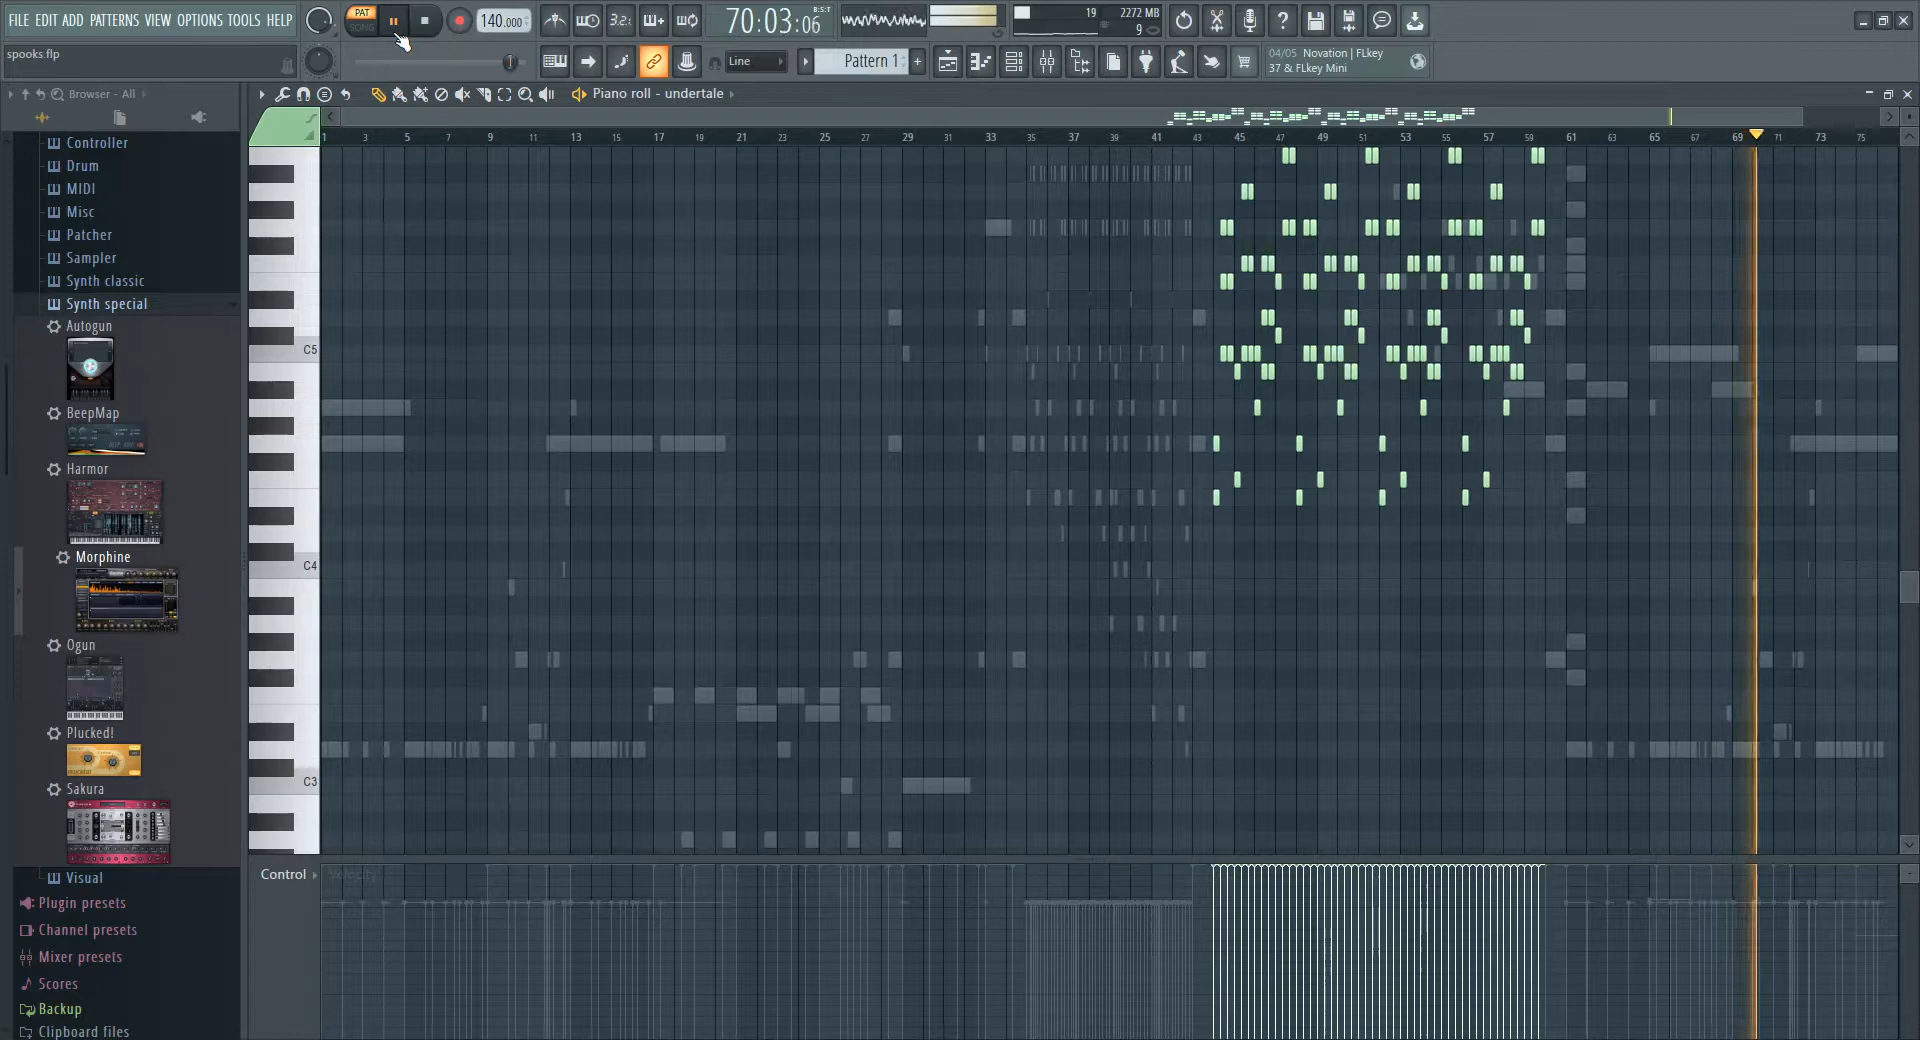 FILE EDIT ADD PATTERNS VIEW OPTIONS TOOLS HELP
PAT
SONG
140.000
3.2.
70:03:06
B:S:T
19
2272 MB
9
spooks.flp
Line
Pattern 1
04/05 Novation | FLkey
37 & FLkey Mini
Browser - All
Piano roll - undertale
1 3 5 7 9 11 13 15 17 19 21 23 25 27 29 31 33 35 37 39 41 43 45 47 49 51 53 55 57 59 61 63 65 67 69 71 73 75
Controller
Drum
MIDI
Misc
Patcher
Sampler
Synth classic
Synth special
Autogun
BeepMap
Harmor
Morphine
Ogun
Plucked!
Sakura
Visual
Plugin presets
Channel presets
Mixer presets
Scores
Backup
Clipboard files
C5
C4
C3
Control
Velocity